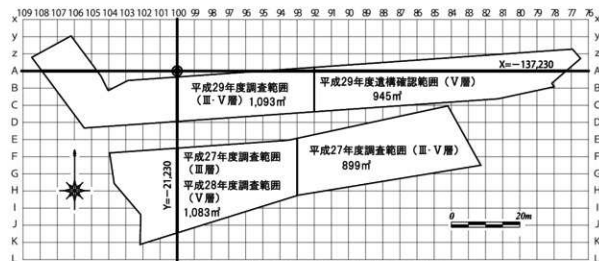 109 108 107 106 105 104 103 102 101 100 99 98 97 96 95 94 93 92 91 90 89 88 87 86 85 84 83 82 81 80 79 78 77 76 75
x x
y y
A A
B B
C C
D D
E E
F F
G G
H H
I I
J J
K K
L L
X=-137,230
Y=-21,230
平成29年度調査範囲
(Ⅲ・Ⅴ層) 1,093㎡
平成29年度遺構確認範囲(Ⅴ層)
945㎡
平成27年度調査範囲
(Ⅲ層)
平成28年度調査範囲
(Ⅴ層)
1,083㎡
平成27年度調査範囲(Ⅲ・Ⅴ層)
899㎡
0 20m